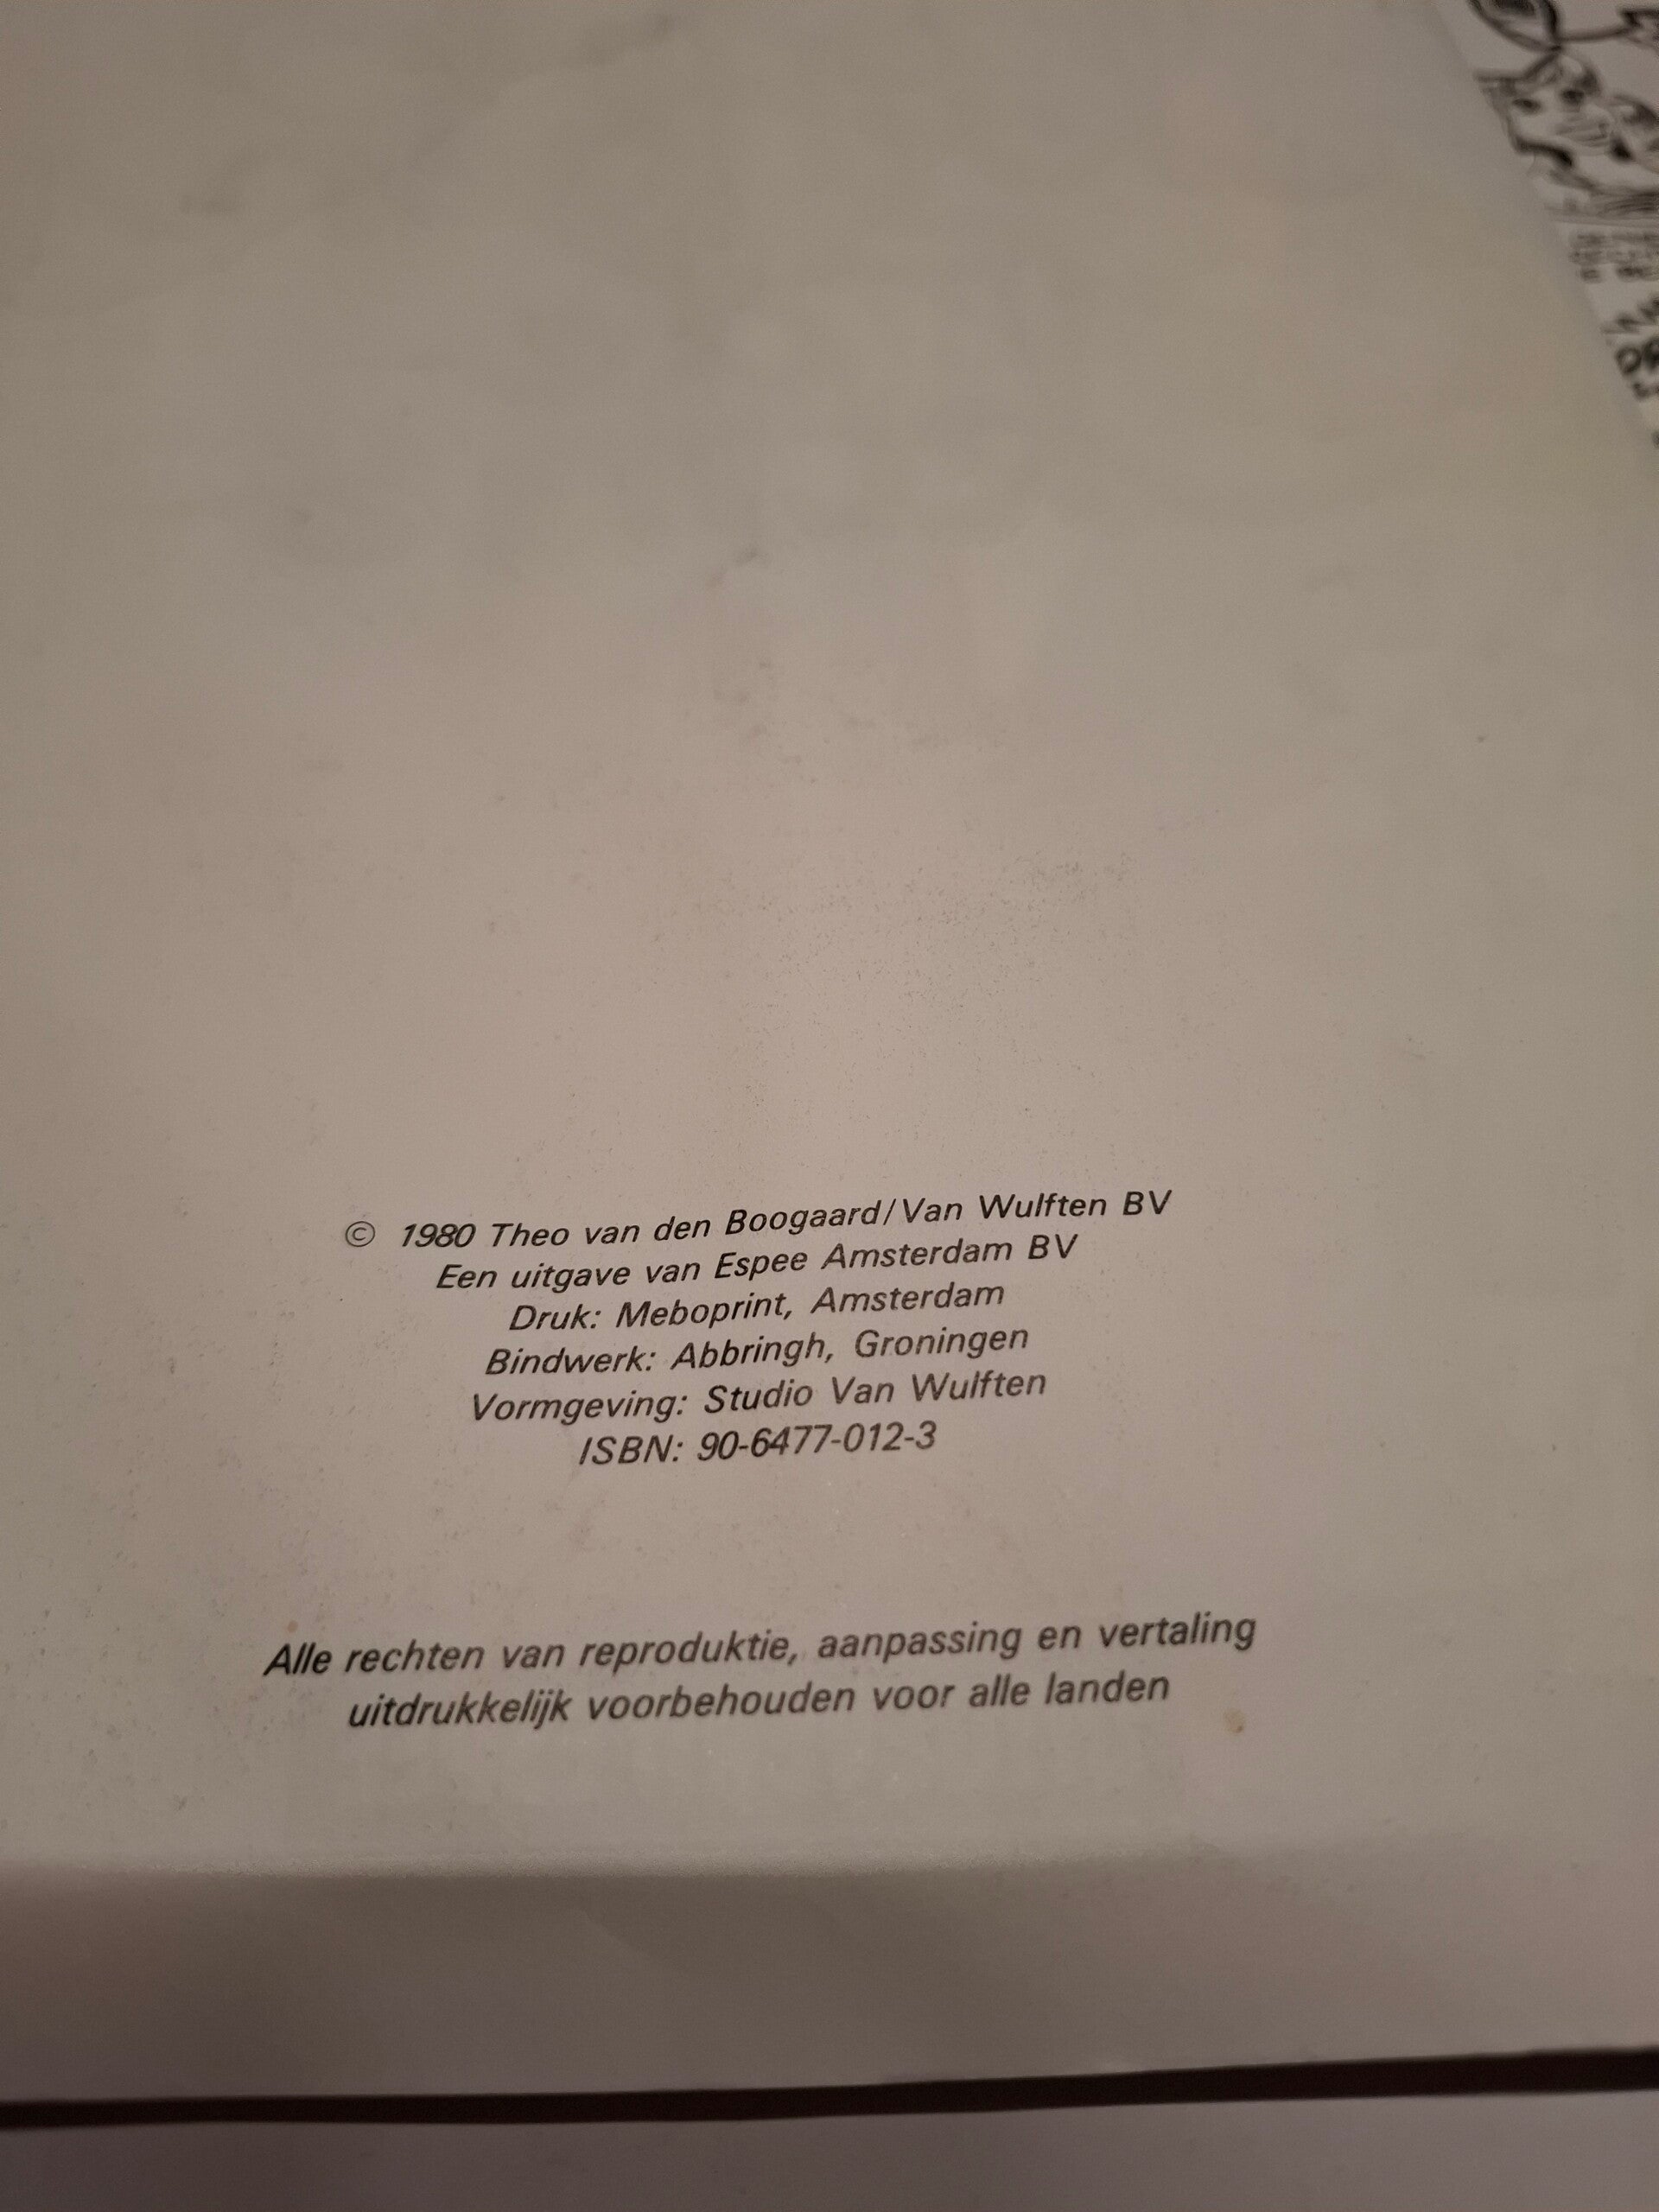 © 1980 Theo van den Boogaard/Van Wulften BV
Een uitgave van Espee Amsterdam BV
Druk: Meboprint, Amsterdam
Bindwerk: Abbringh, Groningen
Vormgeving: Studio Van Wulften
ISBN: 90-6477-012-3
Alle rechten van reproduktie, aanpassing en vertaling
uitdrukkelijk voorbehouden voor alle landen